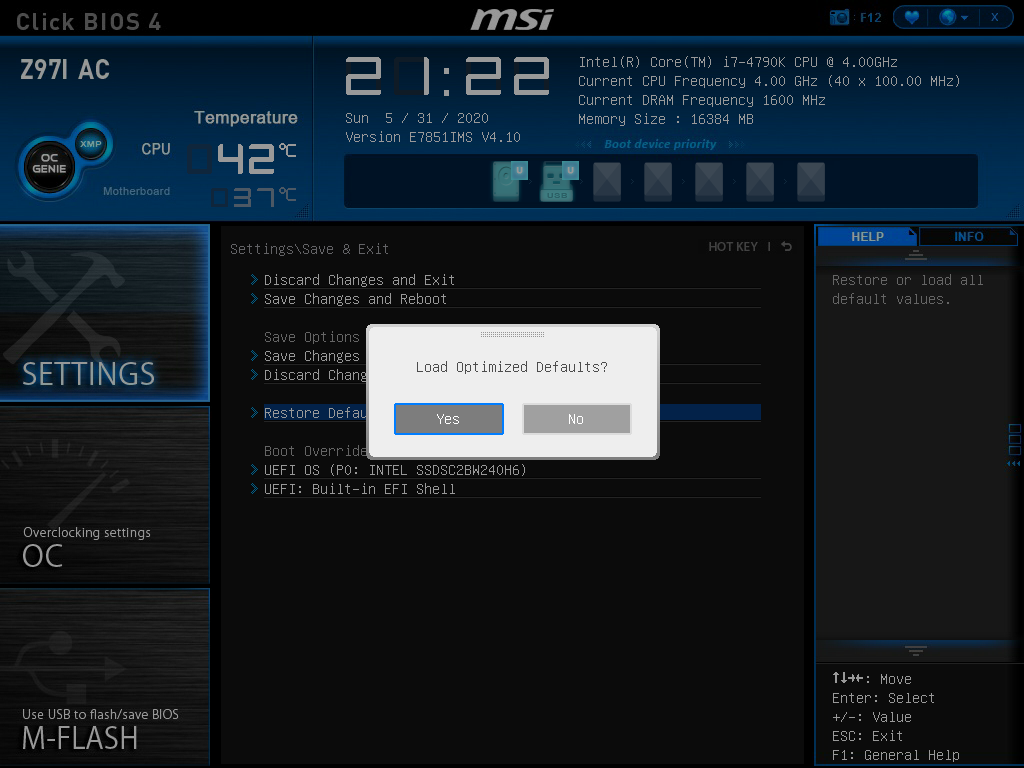 Click BIOS 4
msi
: F12
X
Z97I AC
OC
GENIE
XMP
Temperature
CPU
42°C
Motherboard
37°C
21:22
Sun 5 / 31 / 2020
Version E7851IMS V4.10
Intel(R) Core(TM) i7-4790K CPU @ 4.00GHz
Current CPU Frequency 4.00 GHz (40 x 100.00 MHz)
Current DRAM Frequency 1600 MHz
Memory Size : 16384 MB
Boot device priority
U
U
USB
SETTINGS
Overclocking settings
OC
Use USB to flash/save BIOS
M-FLASH
Settings\Save & Exit
HOT KEY |
Discard Changes and Exit
Save Changes and Reboot
Save Options
Save Changes
Discard Chang
Restore Defau
Boot Override
UEFI OS (P0: INTEL SSDSC2BW240H6)
UEFI: Built-in EFI Shell
Load Optimized Defaults?
Yes
No
HELP
INFO
Restore or load all
default values.
↑↓→←: Move
Enter: Select
+/-: Value
ESC: Exit
F1: General Help